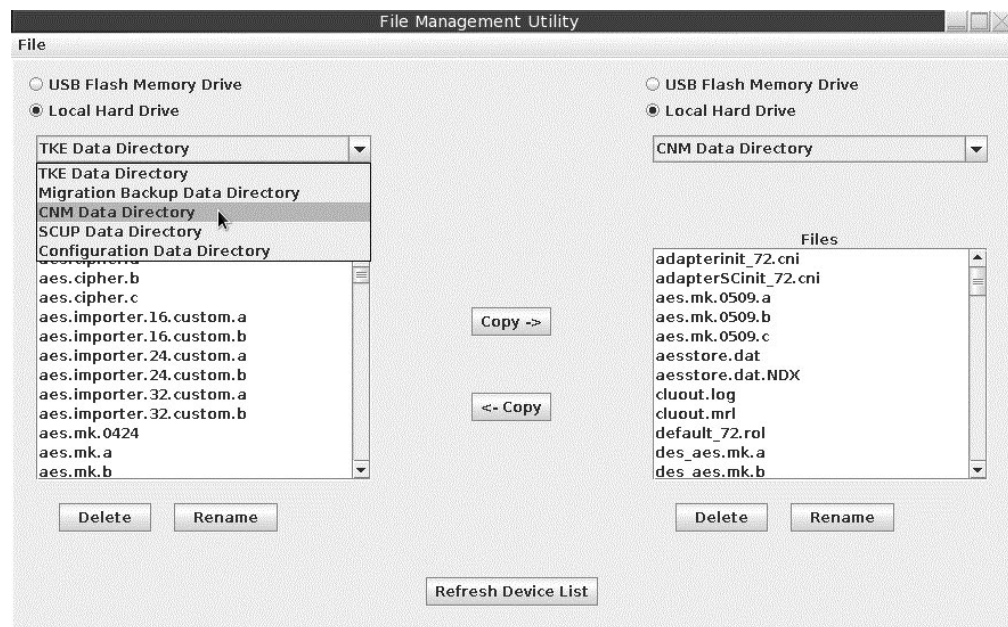 File Management Utility
File
USB Flash Memory Drive
Local Hard Drive
TKE Data Directory
TKE Data Directory
Migration Backup Data Directory
CNM Data Directory
SCUP Data Directory
Configuration Data Directory
aes.cipher.b
aes.cipher.c
aes.importer.16.custom.a
aes.importer.16.custom.b
aes.importer.24.custom.a
aes.importer.24.custom.b
aes.importer.32.custom.a
aes.importer.32.custom.b
aes.mk.0424
aes.mk.a
aes.mk.b
Delete
Rename
Copy ->
<- Copy
USB Flash Memory Drive
Local Hard Drive
CNM Data Directory
Files
adapterinit_72.cni
adapterSCinit_72.cni
aes.mk.0509.a
aes.mk.0509.b
aes.mk.0509.c
aesstore.dat
aesstore.dat.NDX
cluout.log
cluout.mrl
default_72.rol
des_aes.mk.a
des_aes.mk.b
Delete
Rename
Refresh Device List